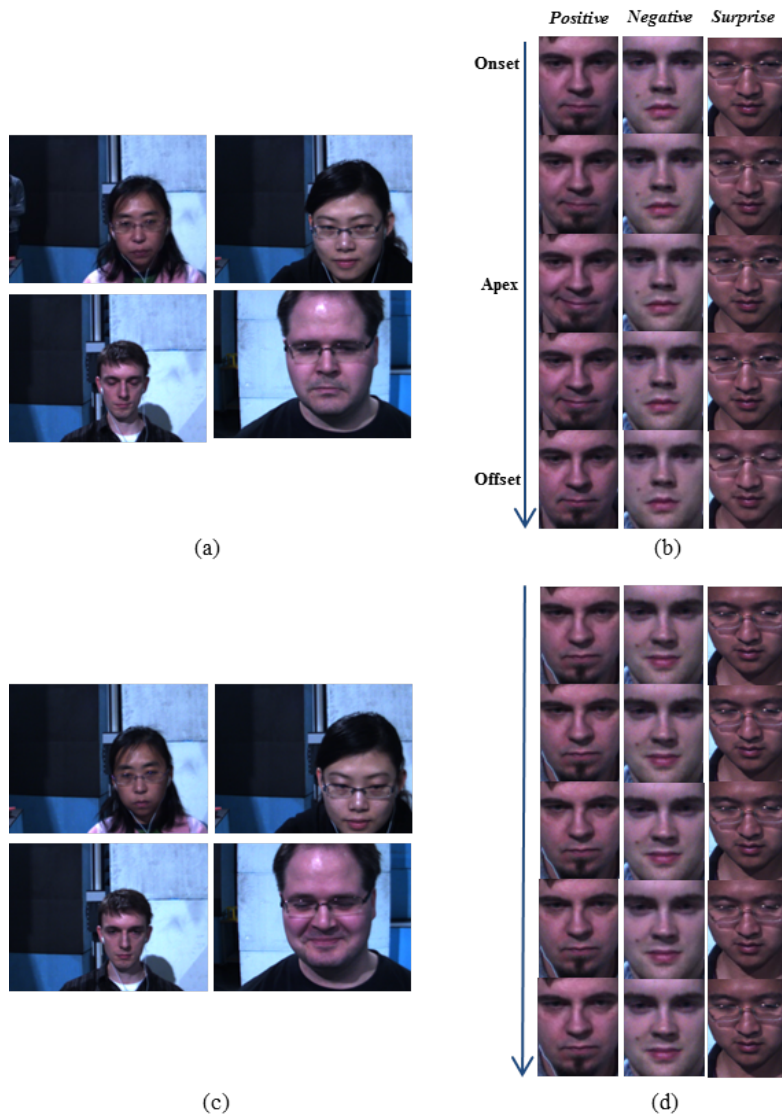 Positive Negative Surprise
Onset
Apex
Offset
(a) (b)
(c) (d)